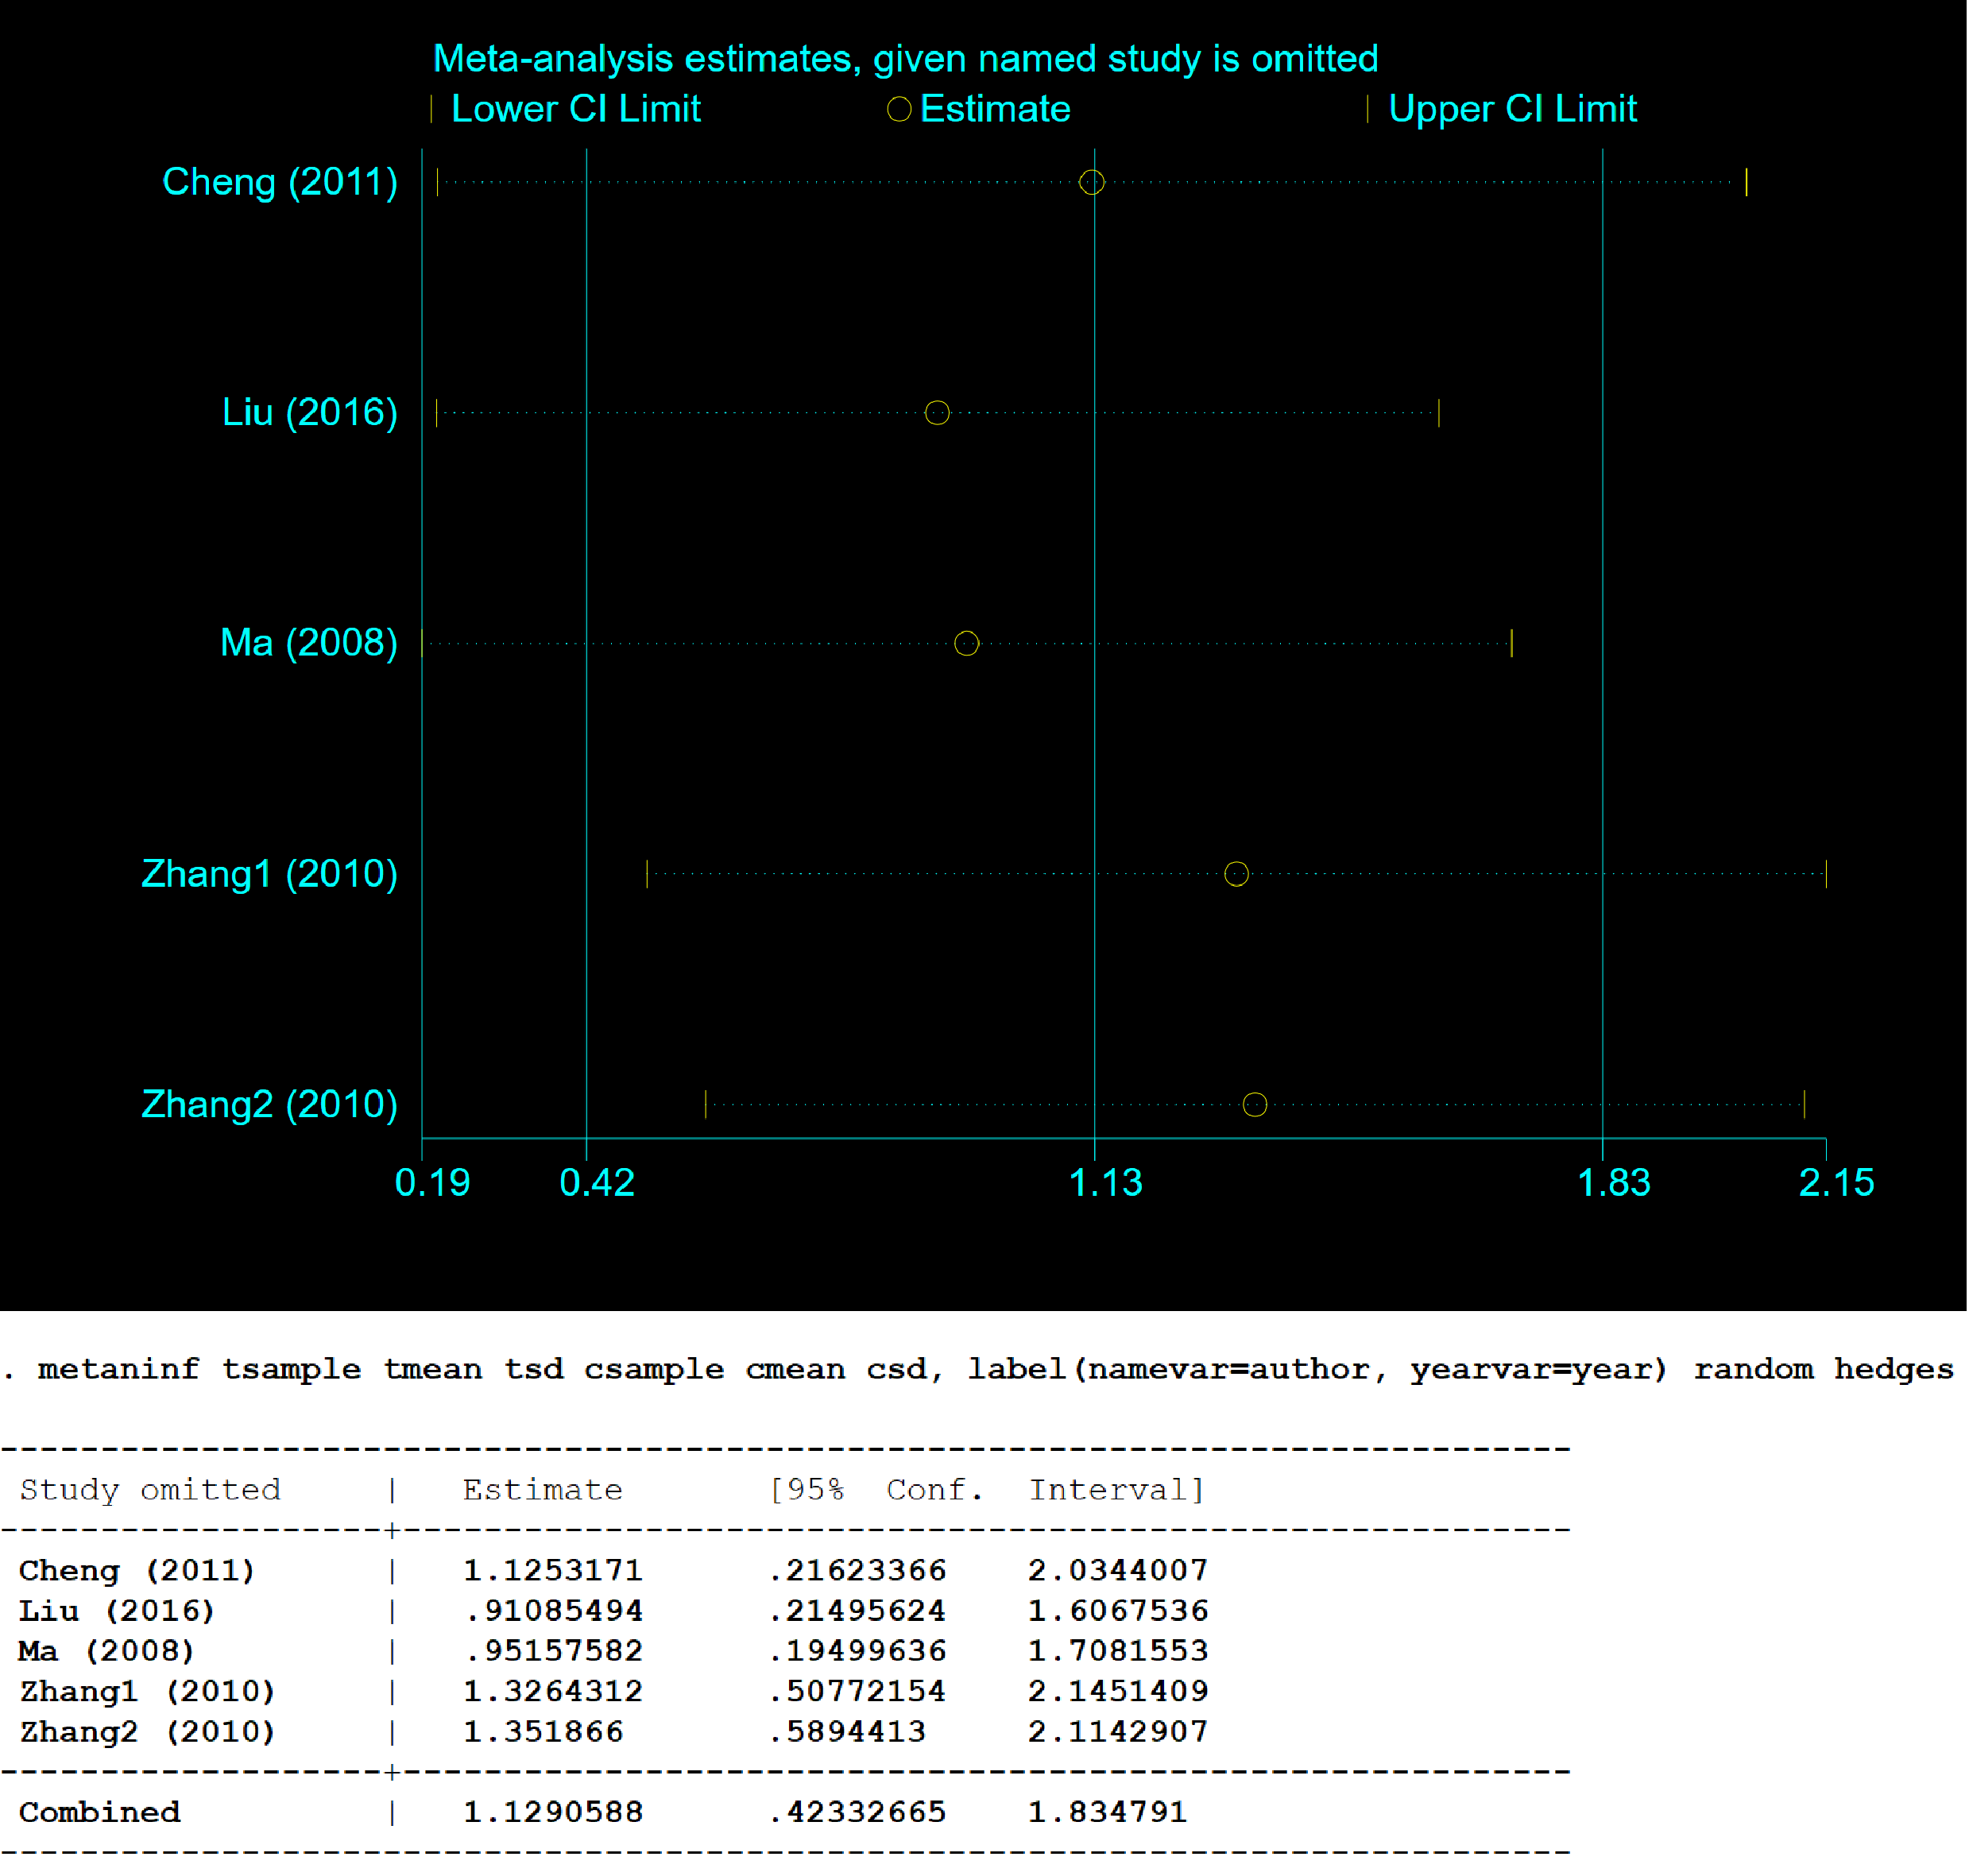 Meta-analysis estimates, given named study is omitted
| Lower CI Limit ○ Estimate | Upper CI Limit
Cheng (2011)
Liu (2016)
Ma (2008)
Zhang1 (2010)
Zhang2 (2010)
0.19 0.42 1.13 1.83 2.15
. metaninf tsample tmean tsd csample cmean csd, label(namevar=author, yearvar=year) random hedges
------------------------------------------------------------------------------
Study omitted | Estimate [95% Conf. Interval]
-------------------+----------------------------------------------------------
Cheng (2011) | 1.1253171 .21623366 2.0344007
Liu (2016) | .91085494 .21495624 1.6067536
Ma (2008) | .95157582 .19499636 1.7081553
Zhang1 (2010) | 1.3264312 .50772154 2.1451409
Zhang2 (2010) | 1.351866 .5894413 2.1142907
-------------------+----------------------------------------------------------
Combined | 1.1290588 .42332665 1.834791
------------------------------------------------------------------------------